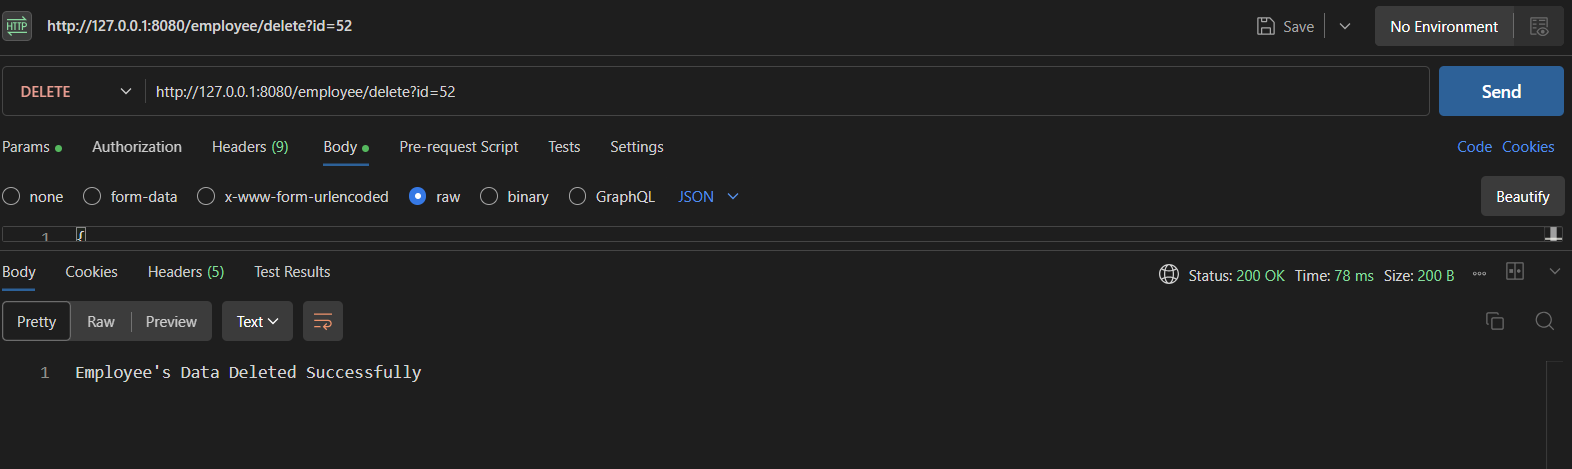 HTTP http://127.0.0.1:8080/employee/delete?id=52 Save No Environment
DELETE http://127.0.0.1:8080/employee/delete?id=52 Send
Params Authorization Headers (9) Body Pre-request Script Tests Settings Code Cookies
none form-data x-www-form-urlencoded raw binary GraphQL JSON Beautify
1 {
Body Cookies Headers (5) Test Results Status: 200 OK Time: 78 ms Size: 200 B
Pretty Raw Preview Text
1 Employee's Data Deleted Successfully